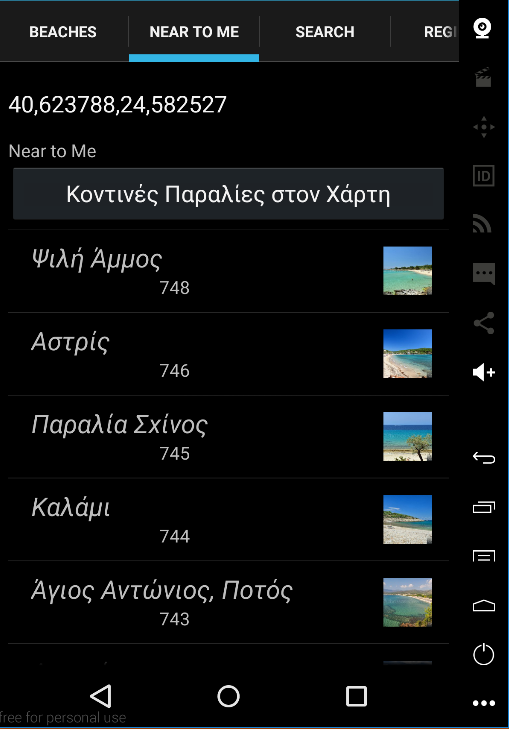 BEACHES NEAR TO ME SEARCH REGI
40,623788,24,582527
Near to Me
Κοντινές Παραλίες στον Χάρτη
Ψιλή Άμμος
748
Αστρίς
746
Παραλία Σχίνος
745
Καλάμι
744
Άγιος Αντώνιος, Ποτός
743
free for personal use
ID